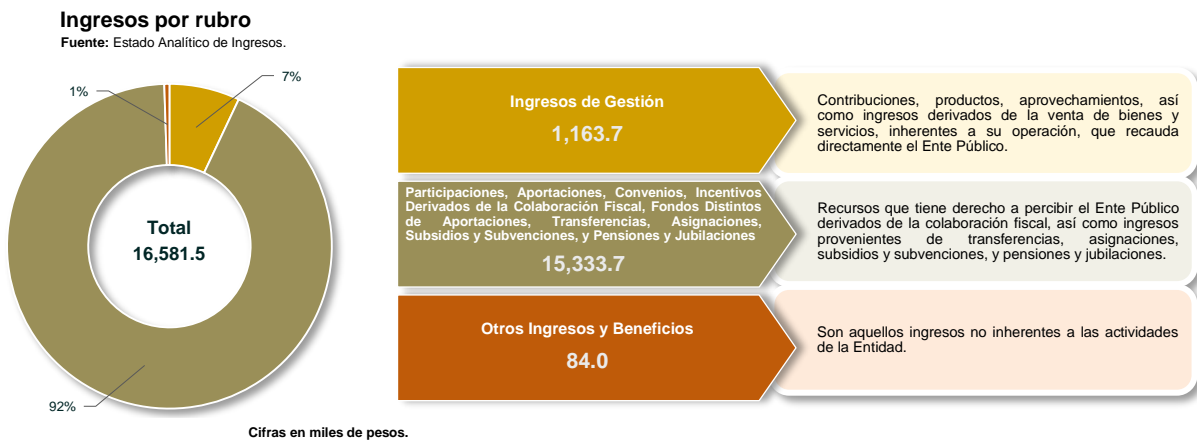 Ingresos por rubro
Fuente: Estado Analítico de Ingresos.
7%
1%
Total
16,581.5
92%
Ingresos de Gestión
1,163.7
Contribuciones, productos, aprovechamientos, así
como ingresos derivados de la venta de bienes y
servicios, inherentes a su operación, que recauda
directamente el Ente Público.
Participaciones, Aportaciones, Convenios, Incentivos
Derivados de la Colaboración Fiscal, Fondos Distintos
de Aportaciones, Transferencias, Asignaciones,
Subsidios y Subvenciones, y Pensiones y Jubilaciones
15,333.7
Recursos que tiene derecho a percibir el Ente Público
derivados de la colaboración fiscal, así como ingresos
provenientes de transferencias, asignaciones,
subsidios y subvenciones, y pensiones y jubilaciones.
Otros Ingresos y Beneficios
84.0
Son aquellos ingresos no inherentes a las actividades
de la Entidad.
Cifras en miles de pesos.